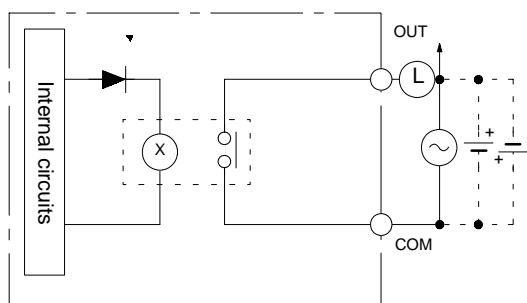 OUT
L
Internal circuits
X
+
+
COM